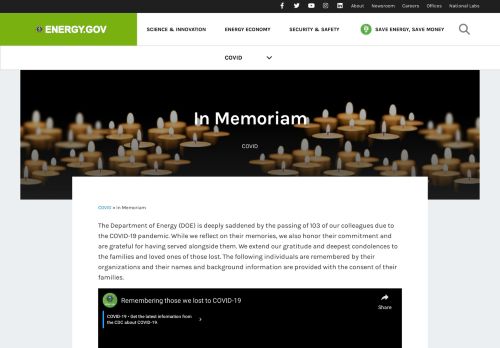 About Newsroom Careers Offices National Labs
ENERGY.GOV
SCIENCE & INNOVATION ENERGY ECONOMY SECURITY & SAFETY SAVE ENERGY, SAVE MONEY
COVID
In Memoriam
COVID
COVID » In Memoriam
The Department of Energy (DOE) is deeply saddened by the passing of 103 of our colleagues due to
the COVID-19 pandemic. While we reflect on their memories, we also honor their commitment and
are grateful for having served alongside them. We extend our gratitude and deepest condolences to
the families and loved ones of those lost. The following individuals are remembered by their
organizations and their names and background information are provided with the consent of their
families.
Remembering those we lost to COVID-19
Share
COVID-19 • Get the latest information from
the CDC about COVID-19.